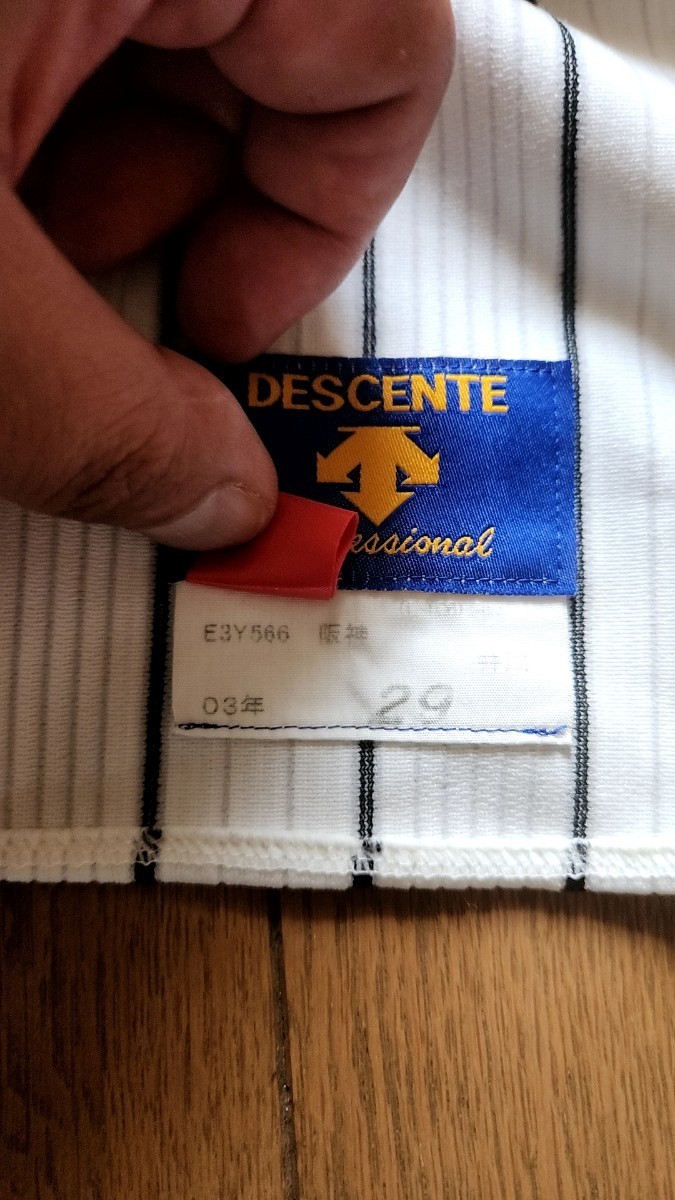 DESCENTE
essional
E3Y566 阪神
03年 29